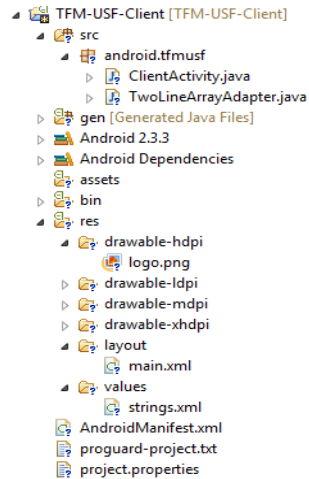 TFM-USF-Client [TFM-USF-Client]
src
android.tfmusf
ClientActivity.java
TwoLineArrayAdapter.java
gen [Generated Java Files]
Android 2.3.3
Android Dependencies
assets
bin
res
drawable-hdpi
logo.png
drawable-ldpi
drawable-mdpi
drawable-xhdpi
layout
main.xml
values
strings.xml
AndroidManifest.xml
proguard-project.txt
project.properties